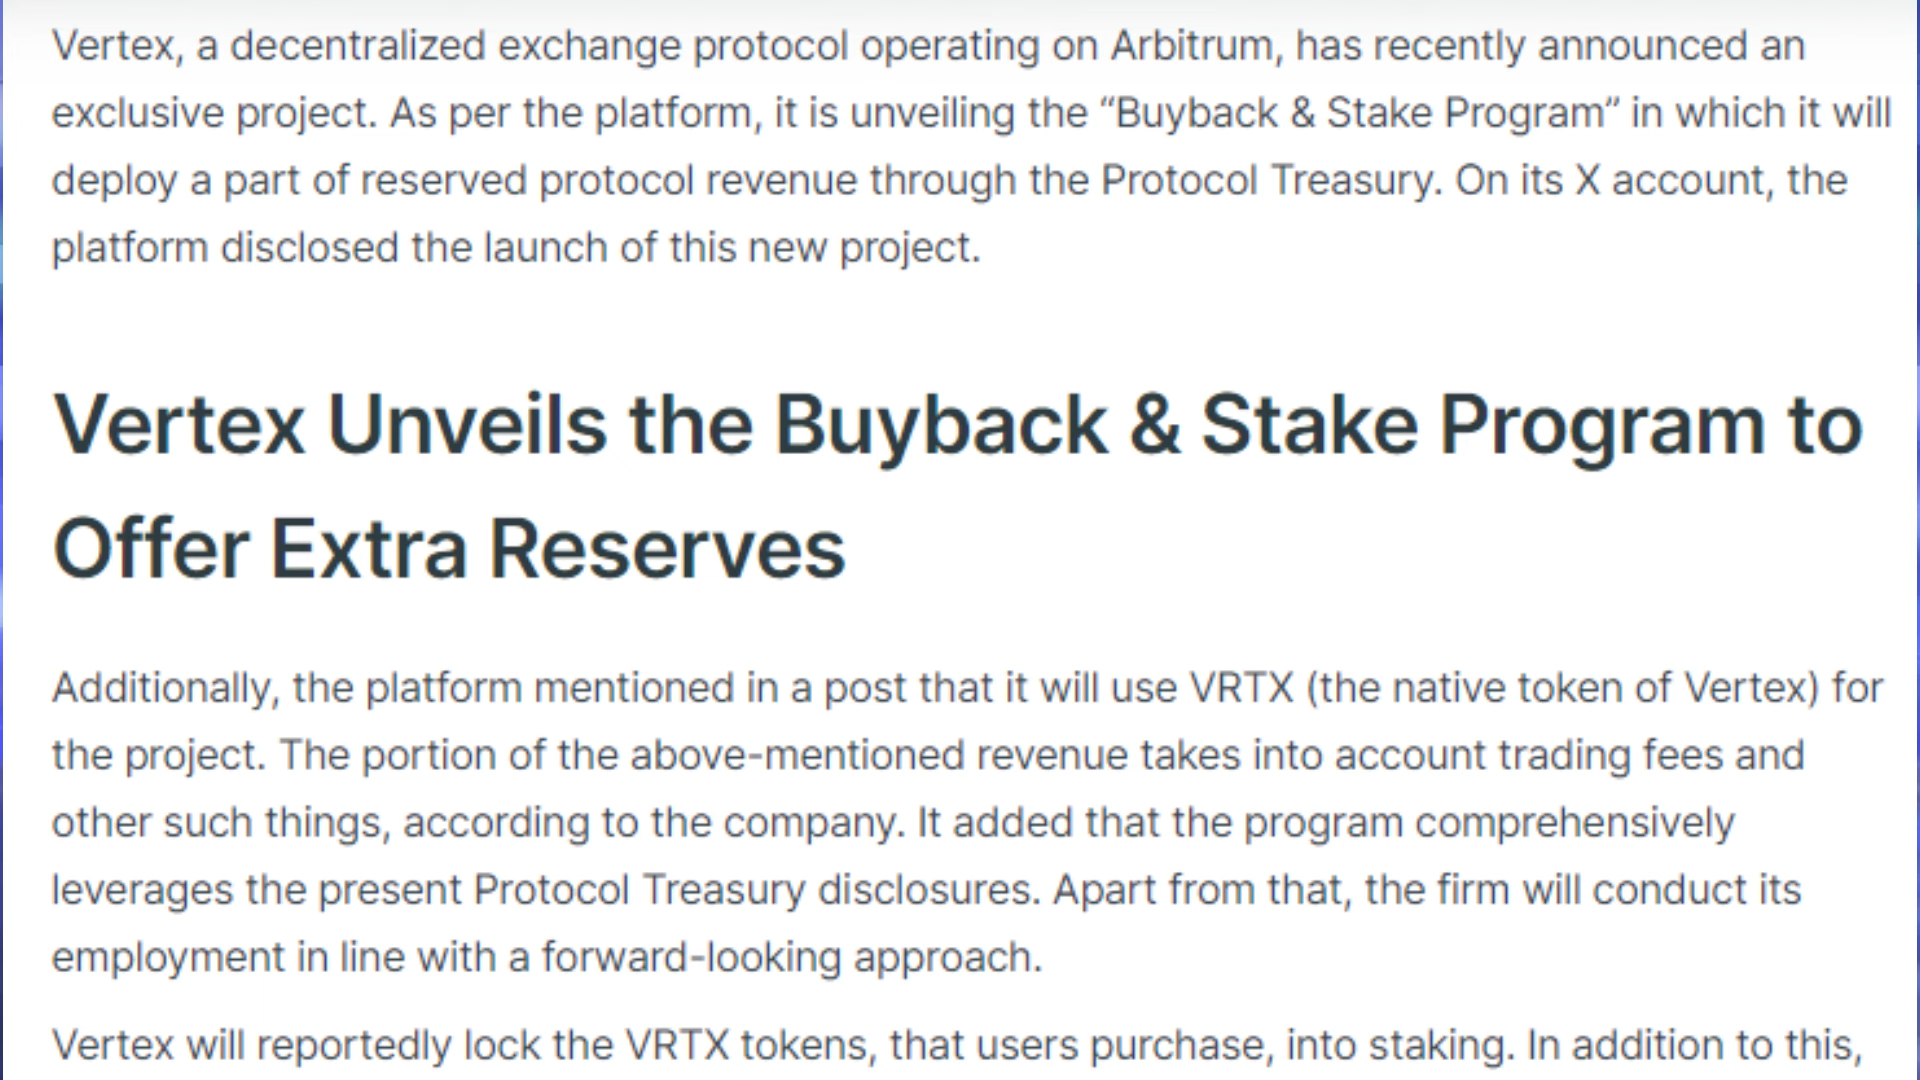 Vertex, a decentralized exchange protocol operating on Arbitrum, has recently announced an
exclusive project. As per the platform, it is unveiling the “Buyback & Stake Program” in which it will
deploy a part of reserved protocol revenue through the Protocol Treasury. On its X account, the
platform disclosed the launch of this new project.
Vertex Unveils the Buyback & Stake Program to
Offer Extra Reserves
Additionally, the platform mentioned in a post that it will use VRTX (the native token of Vertex) for
the project. The portion of the above-mentioned revenue takes into account trading fees and
other such things, according to the company. It added that the program comprehensively
leverages the present Protocol Treasury disclosures. Apart from that, the firm will conduct its
employment in line with a forward-looking approach.
Vertex will reportedly lock the VRTX tokens, that users purchase, into staking. In addition to this,